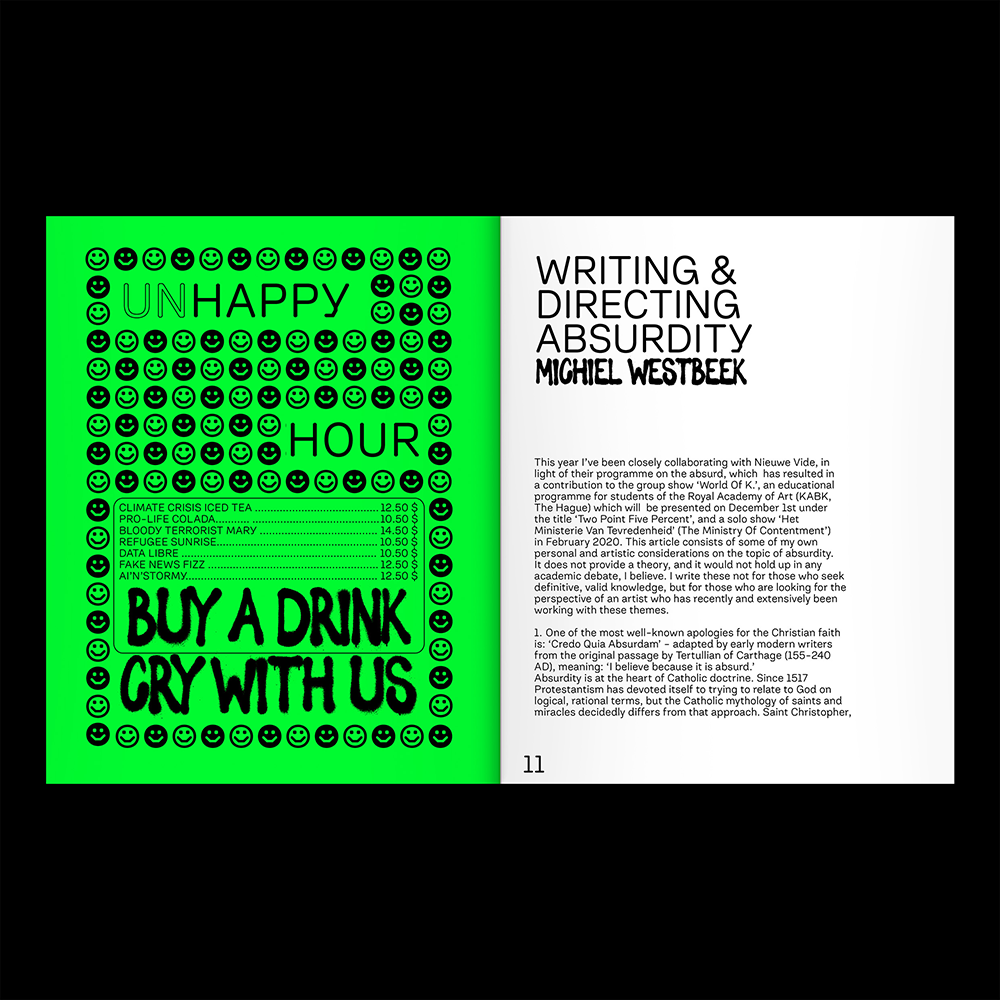 UNHAPPY
HOUR
CLIMATE CRISIS ICED TEA ........................ 12.50 $
PRO-LIFE COLADA........................ 10.50 $
BLOODY TERRORIST MARY ........................ 14.50 $
REFUGEE SUNRISE........................ 10.50 $
DATA LIBRE ........................ 10.50 $
FAKE NEWS FIZZ ........................ 12.50 $
AI'N'STORMY........................ 12.50 $
BUY A DRINK
CRY WITH US
WRITING &
DIRECTING
ABSURDITY
MICHIEL WESTBEEK
This year I've been closely collaborating with Nieuwe Vide, in
light of their programme on the absurd, which  has resulted in
a contribution to the group show 'World Of K.', an educational
programme for students of the Royal Academy of Art (KABK,
The Hague) which will  be presented on December 1st under
the title 'Two Point Five Percent', and a solo show 'Het
Ministerie Van Tevredenheid' (The Ministry Of Contentment')
in February 2020. This article consists of some of my own
personal and artistic considerations on the topic of absurdity.
It does not provide a theory, and it would not hold up in any
academic debate, I believe. I write these not for those who seek
definitive, valid knowledge, but for those who are looking for the
perspective of an artist who has recently and extensively been
working with these themes.
1. One of the most well-known apologies for the Christian faith
is: 'Credo Quia Absurdam' – adapted by early modern writers
from the original passage by Tertullian of Carthage (155-240
AD), meaning: 'I believe because it is absurd.'
Absurdity is at the heart of Catholic doctrine. Since 1517
Protestantism has devoted itself to trying to relate to God on
logical, rational terms, but the Catholic mythology of saints and
miracles decidedly differs from that approach. Saint Christopher,
11